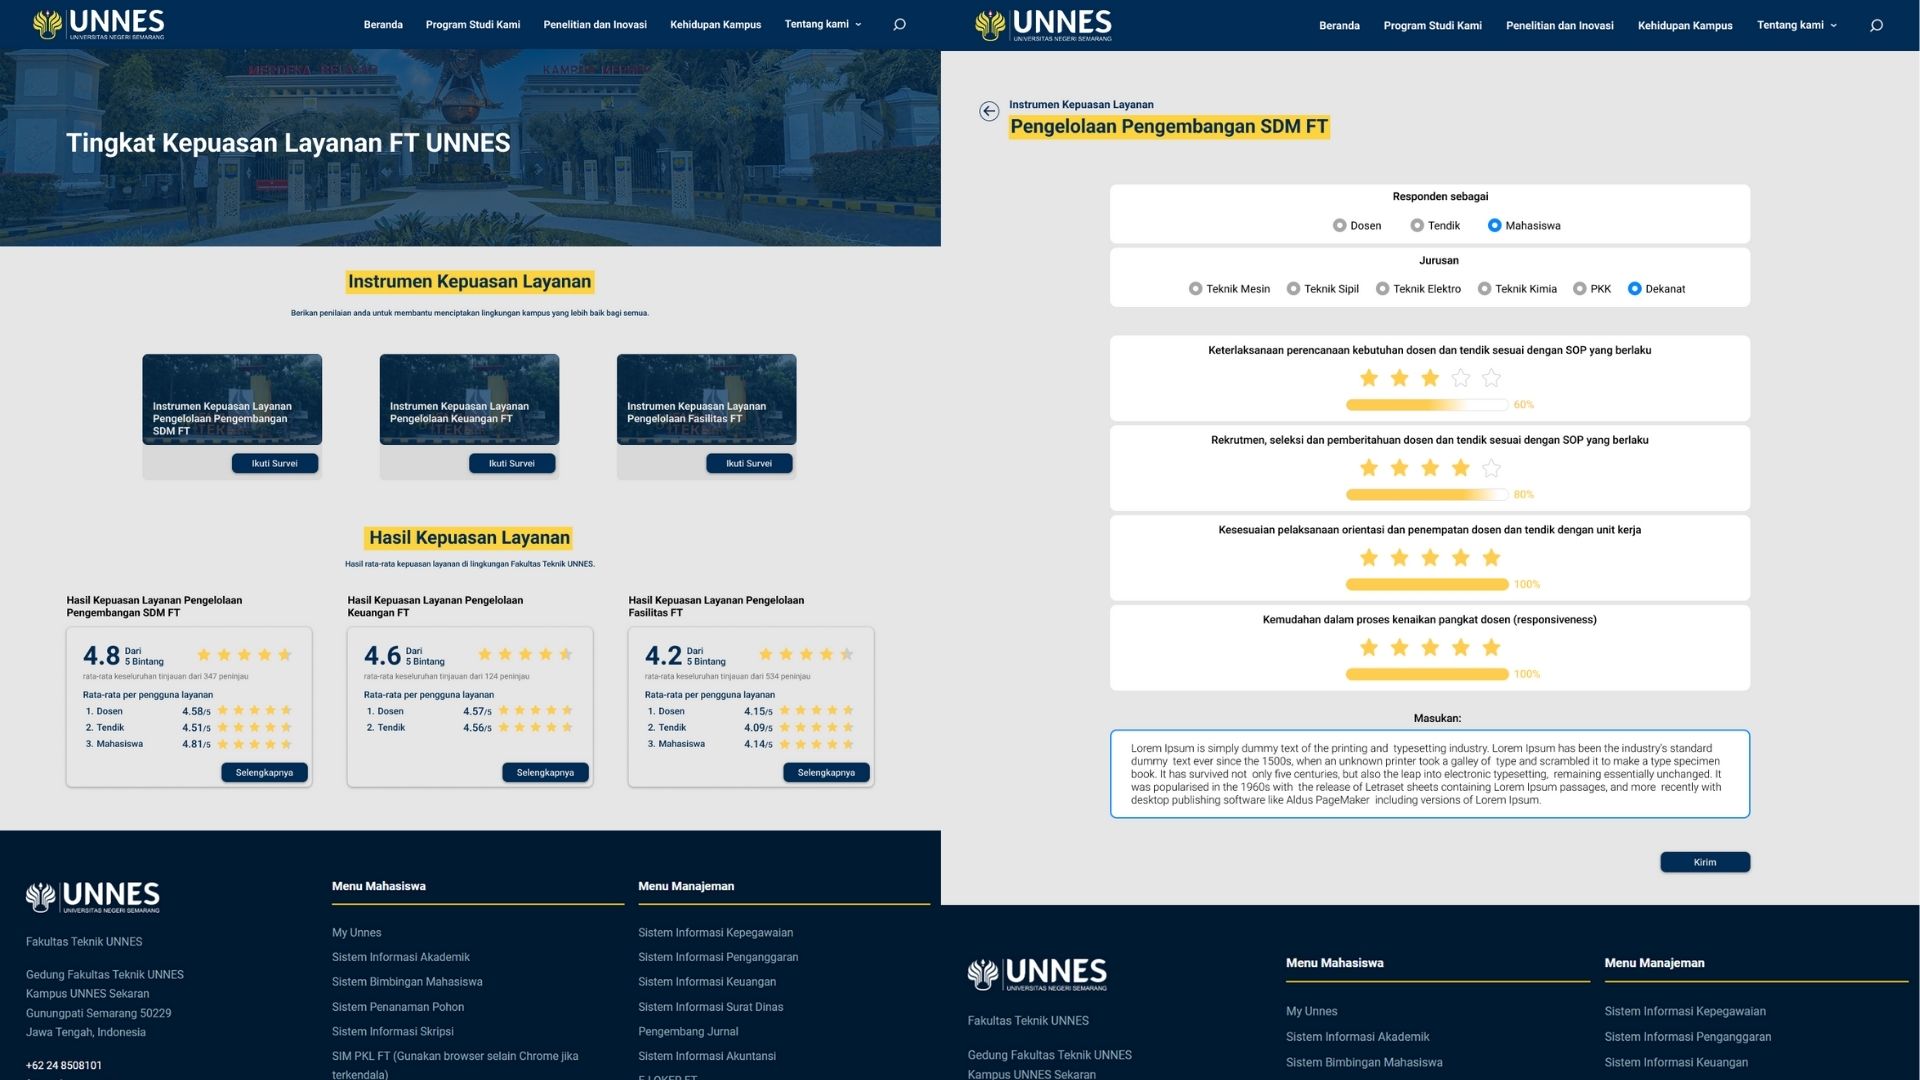 UNNES
UNIVERSITAS NEGERI SEMARANG
Beranda
Program Studi Kami
Penelitian dan Inovasi
Kehidupan Kampus
Tentang kami
Tingkat Kepuasan Layanan FT UNNES
Instrumen Kepuasan Layanan
Berikan penilaian anda untuk membantu menciptakan lingkungan kampus yang lebih baik bagi semua.
Instrumen Kepuasan Layanan
Pengelolaan Pengembangan
SDM FT
Ikuti Survei
Instrumen Kepuasan Layanan
Pengelolaan Keuangan FT
Ikuti Survei
Instrumen Kepuasan Layanan
Pengelolaan Fasilitas FT
Ikuti Survei
Hasil Kepuasan Layanan
Hasil rata-rata kepuasan layanan di lingkungan Fakultas Teknik UNNES.
Hasil Kepuasan Layanan Pengelolaan
Pengembangan SDM FT
4.8 Dari
5 Bintang
rata-rata keseluruhan tinjauan dari 347 peninjau
Rata-rata per pengguna layanan
1. Dosen 4.58/5
2. Tendik 4.51/5
3. Mahasiswa 4.81/5
Selengkapnya
Hasil Kepuasan Layanan Pengelolaan
Keuangan FT
4.6 Dari
5 Bintang
rata-rata keseluruhan tinjauan dari 124 peninjau
Rata-rata per pengguna layanan
1. Dosen 4.57/5
2. Tendik 4.56/5
Selengkapnya
Hasil Kepuasan Layanan Pengelolaan
Fasilitas FT
4.2 Dari
5 Bintang
rata-rata keseluruhan tinjauan dari 534 peninjau
Rata-rata per pengguna layanan
1. Dosen 4.15/5
2. Tendik 4.09/5
3. Mahasiswa 4.14/5
Selengkapnya
UNNES
UNIVERSITAS NEGERI SEMARANG
Fakultas Teknik UNNES
Gedung Fakultas Teknik UNNES
Kampus UNNES Sekaran
Gunungpati Semarang 50229
Jawa Tengah, Indonesia
+62 24 8508101
Menu Mahasiswa
My Unnes
Sistem Informasi Akademik
Sistem Bimbingan Mahasiswa
Sistem Penanaman Pohon
Sistem Informasi Skripsi
SIM PKL FT (Gunakan browser selain Chrome jika
terkendala)
Menu Manajeman
Sistem Informasi Kepegawaian
Sistem Informasi Penganggaran
Sistem Informasi Keuangan
Sistem Informasi Surat Dinas
Pengembang Jurnal
Sistem Informasi Akuntansi
UNNES
UNIVERSITAS NEGERI SEMARANG
Beranda
Program Studi Kami
Penelitian dan Inovasi
Kehidupan Kampus
Tentang kami
Instrumen Kepuasan Layanan
Pengelolaan Pengembangan SDM FT
Responden sebagai
Dosen
Tendik
Mahasiswa
Jurusan
Teknik Mesin
Teknik Sipil
Teknik Elektro
Teknik Kimia
PKK
Dekanat
Keterlaksanaan perencanaan kebutuhan dosen dan tendik sesuai dengan SOP yang berlaku
60%
Rekrutmen, seleksi dan pemberitahuan dosen dan tendik sesuai dengan SOP yang berlaku
80%
Kesesuaian pelaksanaan orientasi dan penempatan dosen dan tendik dengan unit kerja
100%
Kemudahan dalam proses kenaikan pangkat dosen (responsiveness)
100%
Masukan:
Lorem Ipsum is simply dummy text of the printing and typesetting industry. Lorem Ipsum has been the industry's standard
dummy text ever since the 1500s, when an unknown printer took a galley of type and scrambled it to make a type specimen
book. It has survived not only five centuries, but also the leap into electronic typesetting, remaining essentially unchanged. It
was popularised in the 1960s with the release of Letraset sheets containing Lorem Ipsum passages, and more recently with
desktop publishing software like Aldus PageMaker including versions of Lorem Ipsum.
Kirim
UNNES
UNIVERSITAS NEGERI SEMARANG
Fakultas Teknik UNNES
Gedung Fakultas Teknik UNNES
Kampus UNNES Sekaran
Menu Mahasiswa
My Unnes
Sistem Informasi Akademik
Sistem Bimbingan Mahasiswa
Menu Manajeman
Sistem Informasi Kepegawaian
Sistem Informasi Penganggaran
Sistem Informasi Keuangan